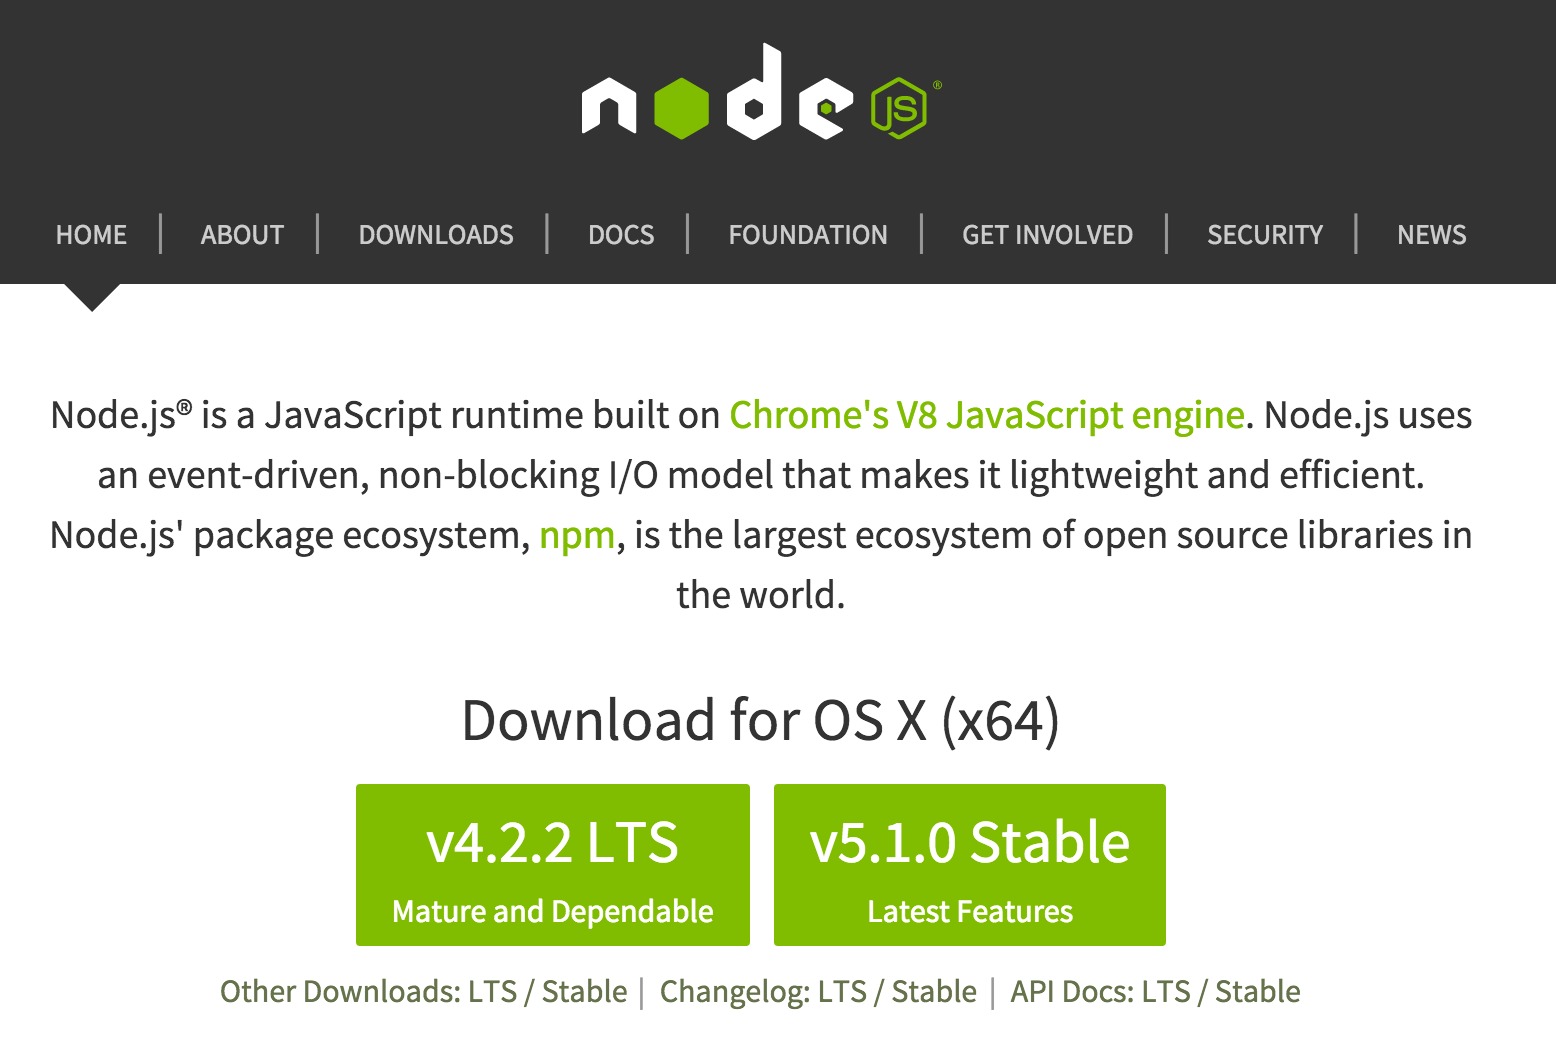 node JS ®
HOME | ABOUT | DOWNLOADS | DOCS | FOUNDATION | GET INVOLVED | SECURITY | NEWS
Node.js® is a JavaScript runtime built on Chrome's V8 JavaScript engine. Node.js uses
an event-driven, non-blocking I/O model that makes it lightweight and efficient.
Node.js' package ecosystem, npm, is the largest ecosystem of open source libraries in
the world.
Download for OS X (x64)
v4.2.2 LTS
Mature and Dependable
v5.1.0 Stable
Latest Features
Other Downloads: LTS / Stable | Changelog: LTS / Stable | API Docs: LTS / Stable